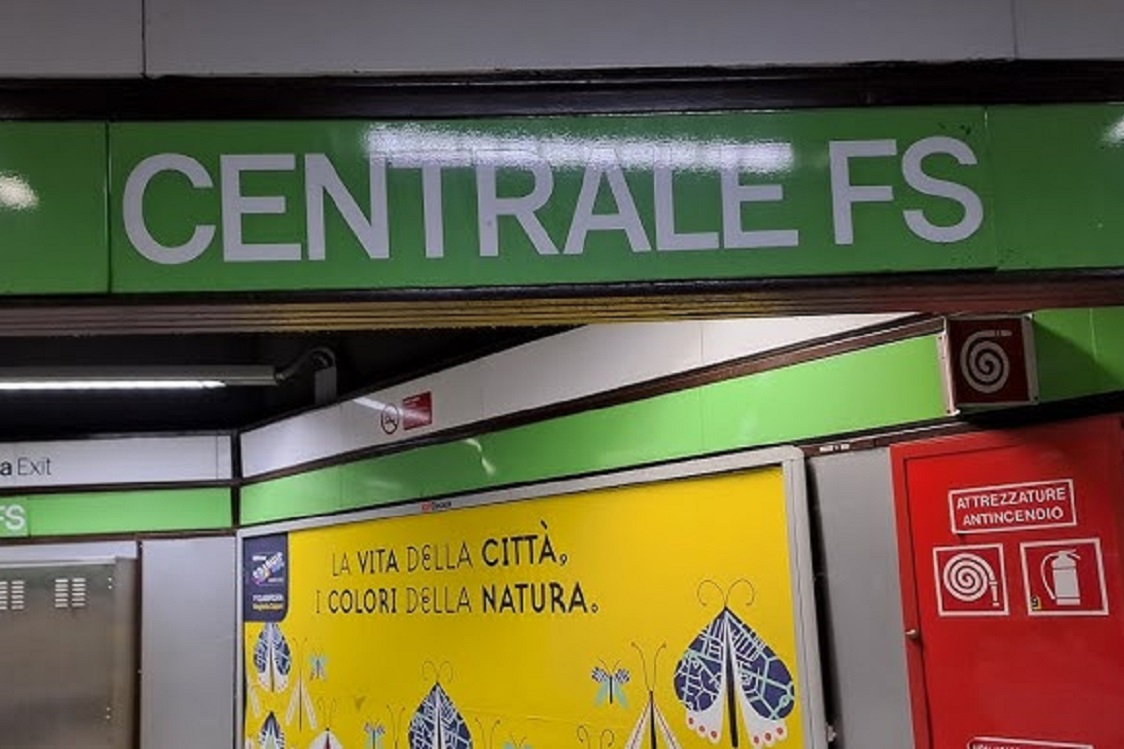 CENTRALE FS
a Exit
FS
LA VITA DELLA CITTÀ,
I COLORI DELLA NATURA.
ATTREZZATURE
ANTINCENDIO